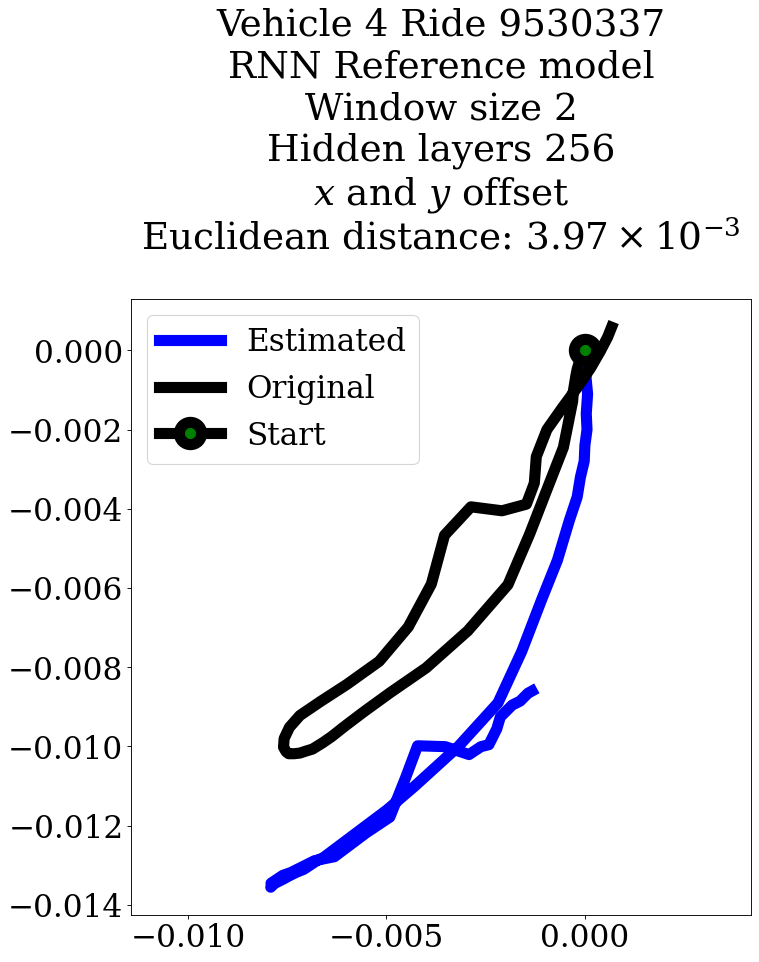 Vehicle 4 Ride 9530337
RNN Reference model
Window size 2
Hidden layers 256
x and y offset
Euclidean distance: 3.97 × 10⁻³
Estimated
Original
Start
0.000
−0.002
−0.004
−0.006
−0.008
−0.010
−0.012
−0.014
−0.010
−0.005
0.000